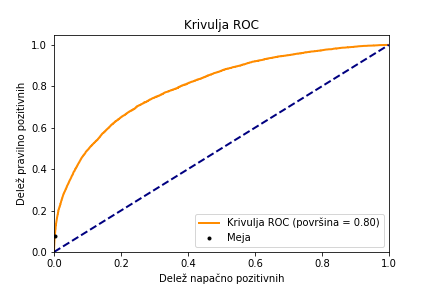 Krivulja ROC
Delež pravilno pozitivnih
1.0
0.8
0.6
0.4
0.2
0.0
0.0 0.2 0.4 0.6 0.8 1.0
Delež napačno pozitivnih
Krivulja ROC (površina = 0.80)
Meja